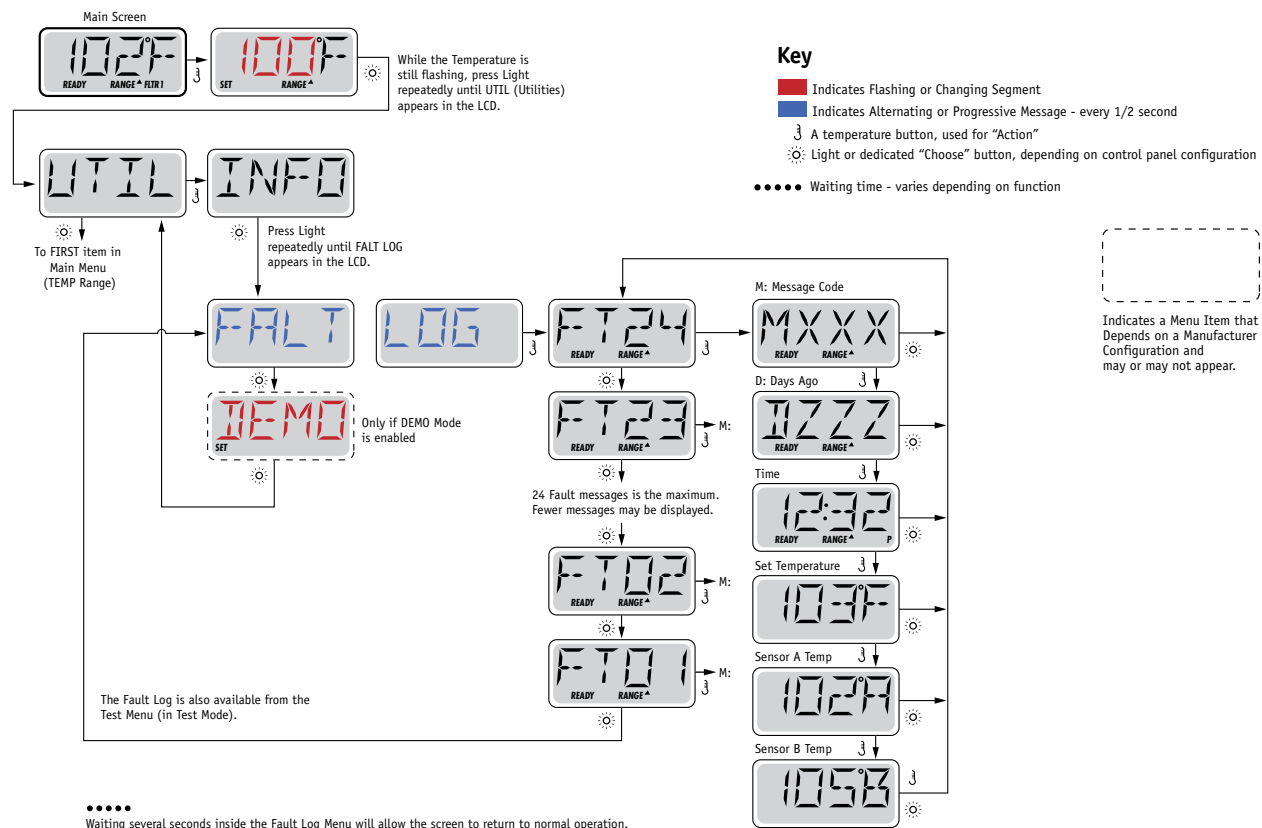 Main Screen
102°F
READY RANGE FLTR1
100°F
SET RANGE
While the Temperature is
still flashing, press Light
repeatedly until UTIL (Utilities)
appears in the LCD.
Key
Indicates Flashing or Changing Segment
Indicates Alternating or Progressive Message - every 1/2 second
A temperature button, used for “Action”
Light or dedicated “Choose” button, depending on control panel configuration
Waiting time - varies depending on function
UTIL
INFO
To FIRST item in
Main Menu
(TEMP Range)
Press Light
repeatedly until FALT LOG
appears in the LCD.
Indicates a Menu Item that
Depends on a Manufacturer
Configuration and
may or may not appear.
FALT
LOG
FT24
READY RANGE
M: Message Code
MXXX
READY RANGE
DEMO
SET
Only if DEMO Mode
is enabled
FT23
READY RANGE
M:
D: Days Ago
DZZZ
READY RANGE
24 Fault messages is the maximum.
Fewer messages may be displayed.
Time
12:32
READY RANGE P
FT02
READY RANGE
M:
Set Temperature
103°F
FT01
READY RANGE
M:
Sensor A Temp
102°A
The Fault Log is also available from the
Test Menu (in Test Mode).
Sensor B Temp
105°B
Waiting several seconds inside the Fault Log Menu will allow the screen to return to normal operation.